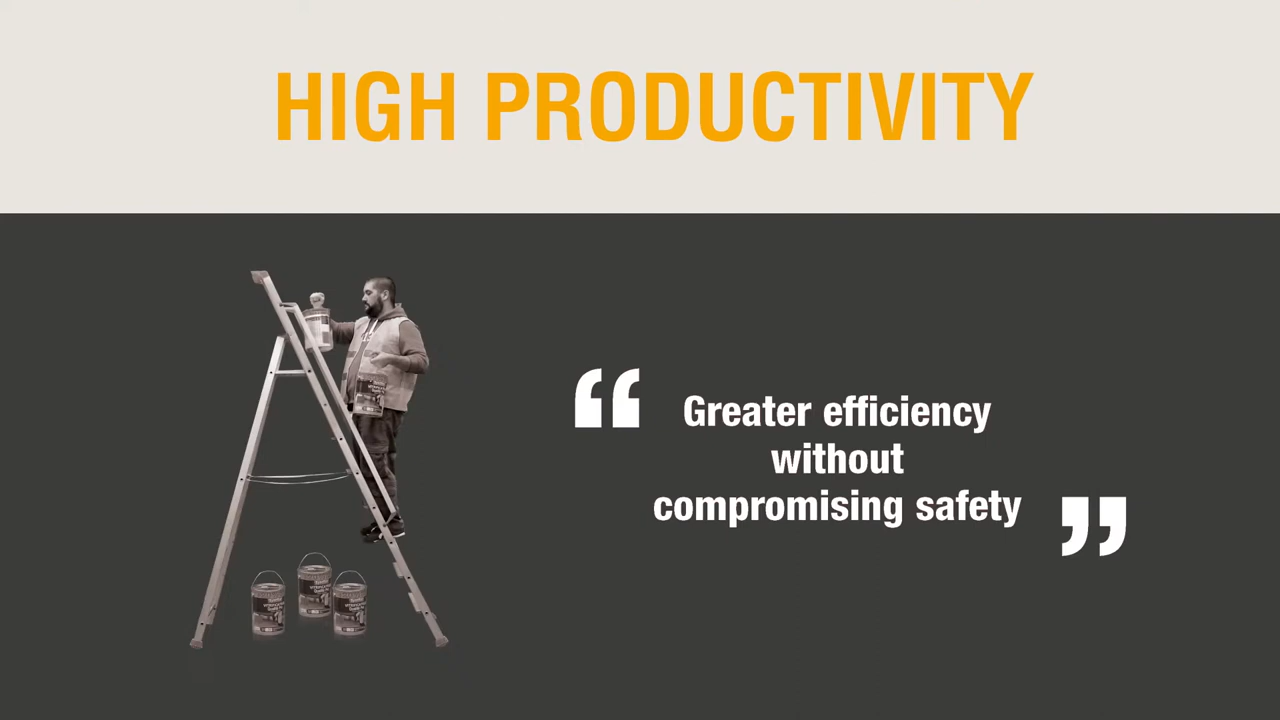 HIGH PRODUCTIVITY
“ Greater efficiency
without
compromising safety ”